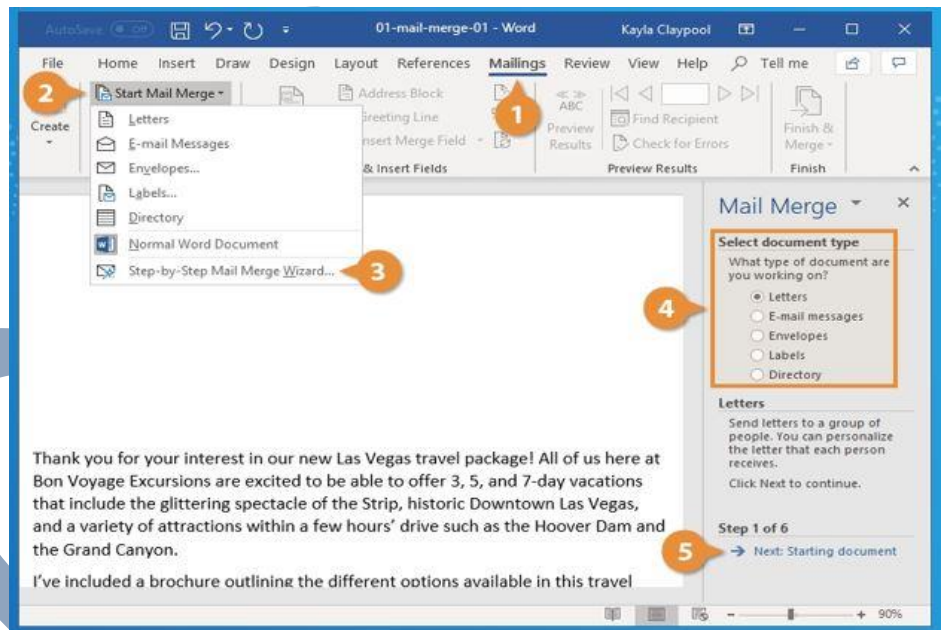 AutoSave Off 01-mail-merge-01 - Word Kayla Claypool
File Home Insert Draw Design Layout References Mailings Review View Help Tell me
2 Start Mail Merge Address Block 1 ABC
Create Greeting Line Preview Find Recipient Finish &
Insert Merge Field Results Check for Errors Merge
& Insert Fields Preview Results Finish
Letters
E-mail Messages
Envelopes...
Labels...
Directory
Normal Word Document
Step-by-Step Mail Merge Wizard... 3
Mail Merge
Select document type
What type of document are
you working on?
4
Letters
E-mail messages
Envelopes
Labels
Directory
Letters
Send letters to a group of
people. You can personalize
the letter that each person
receives.
Click Next to continue.
Step 1 of 6
5 Next: Starting document
Thank you for your interest in our new Las Vegas travel package! All of us here at
Bon Voyage Excursions are excited to be able to offer 3, 5, and 7-day vacations
that include the glittering spectacle of the Strip, historic Downtown Las Vegas,
and a variety of attractions within a few hours' drive such as the Hoover Dam and
the Grand Canyon.
I've included a brochure outlining the different options available in this travel
90%